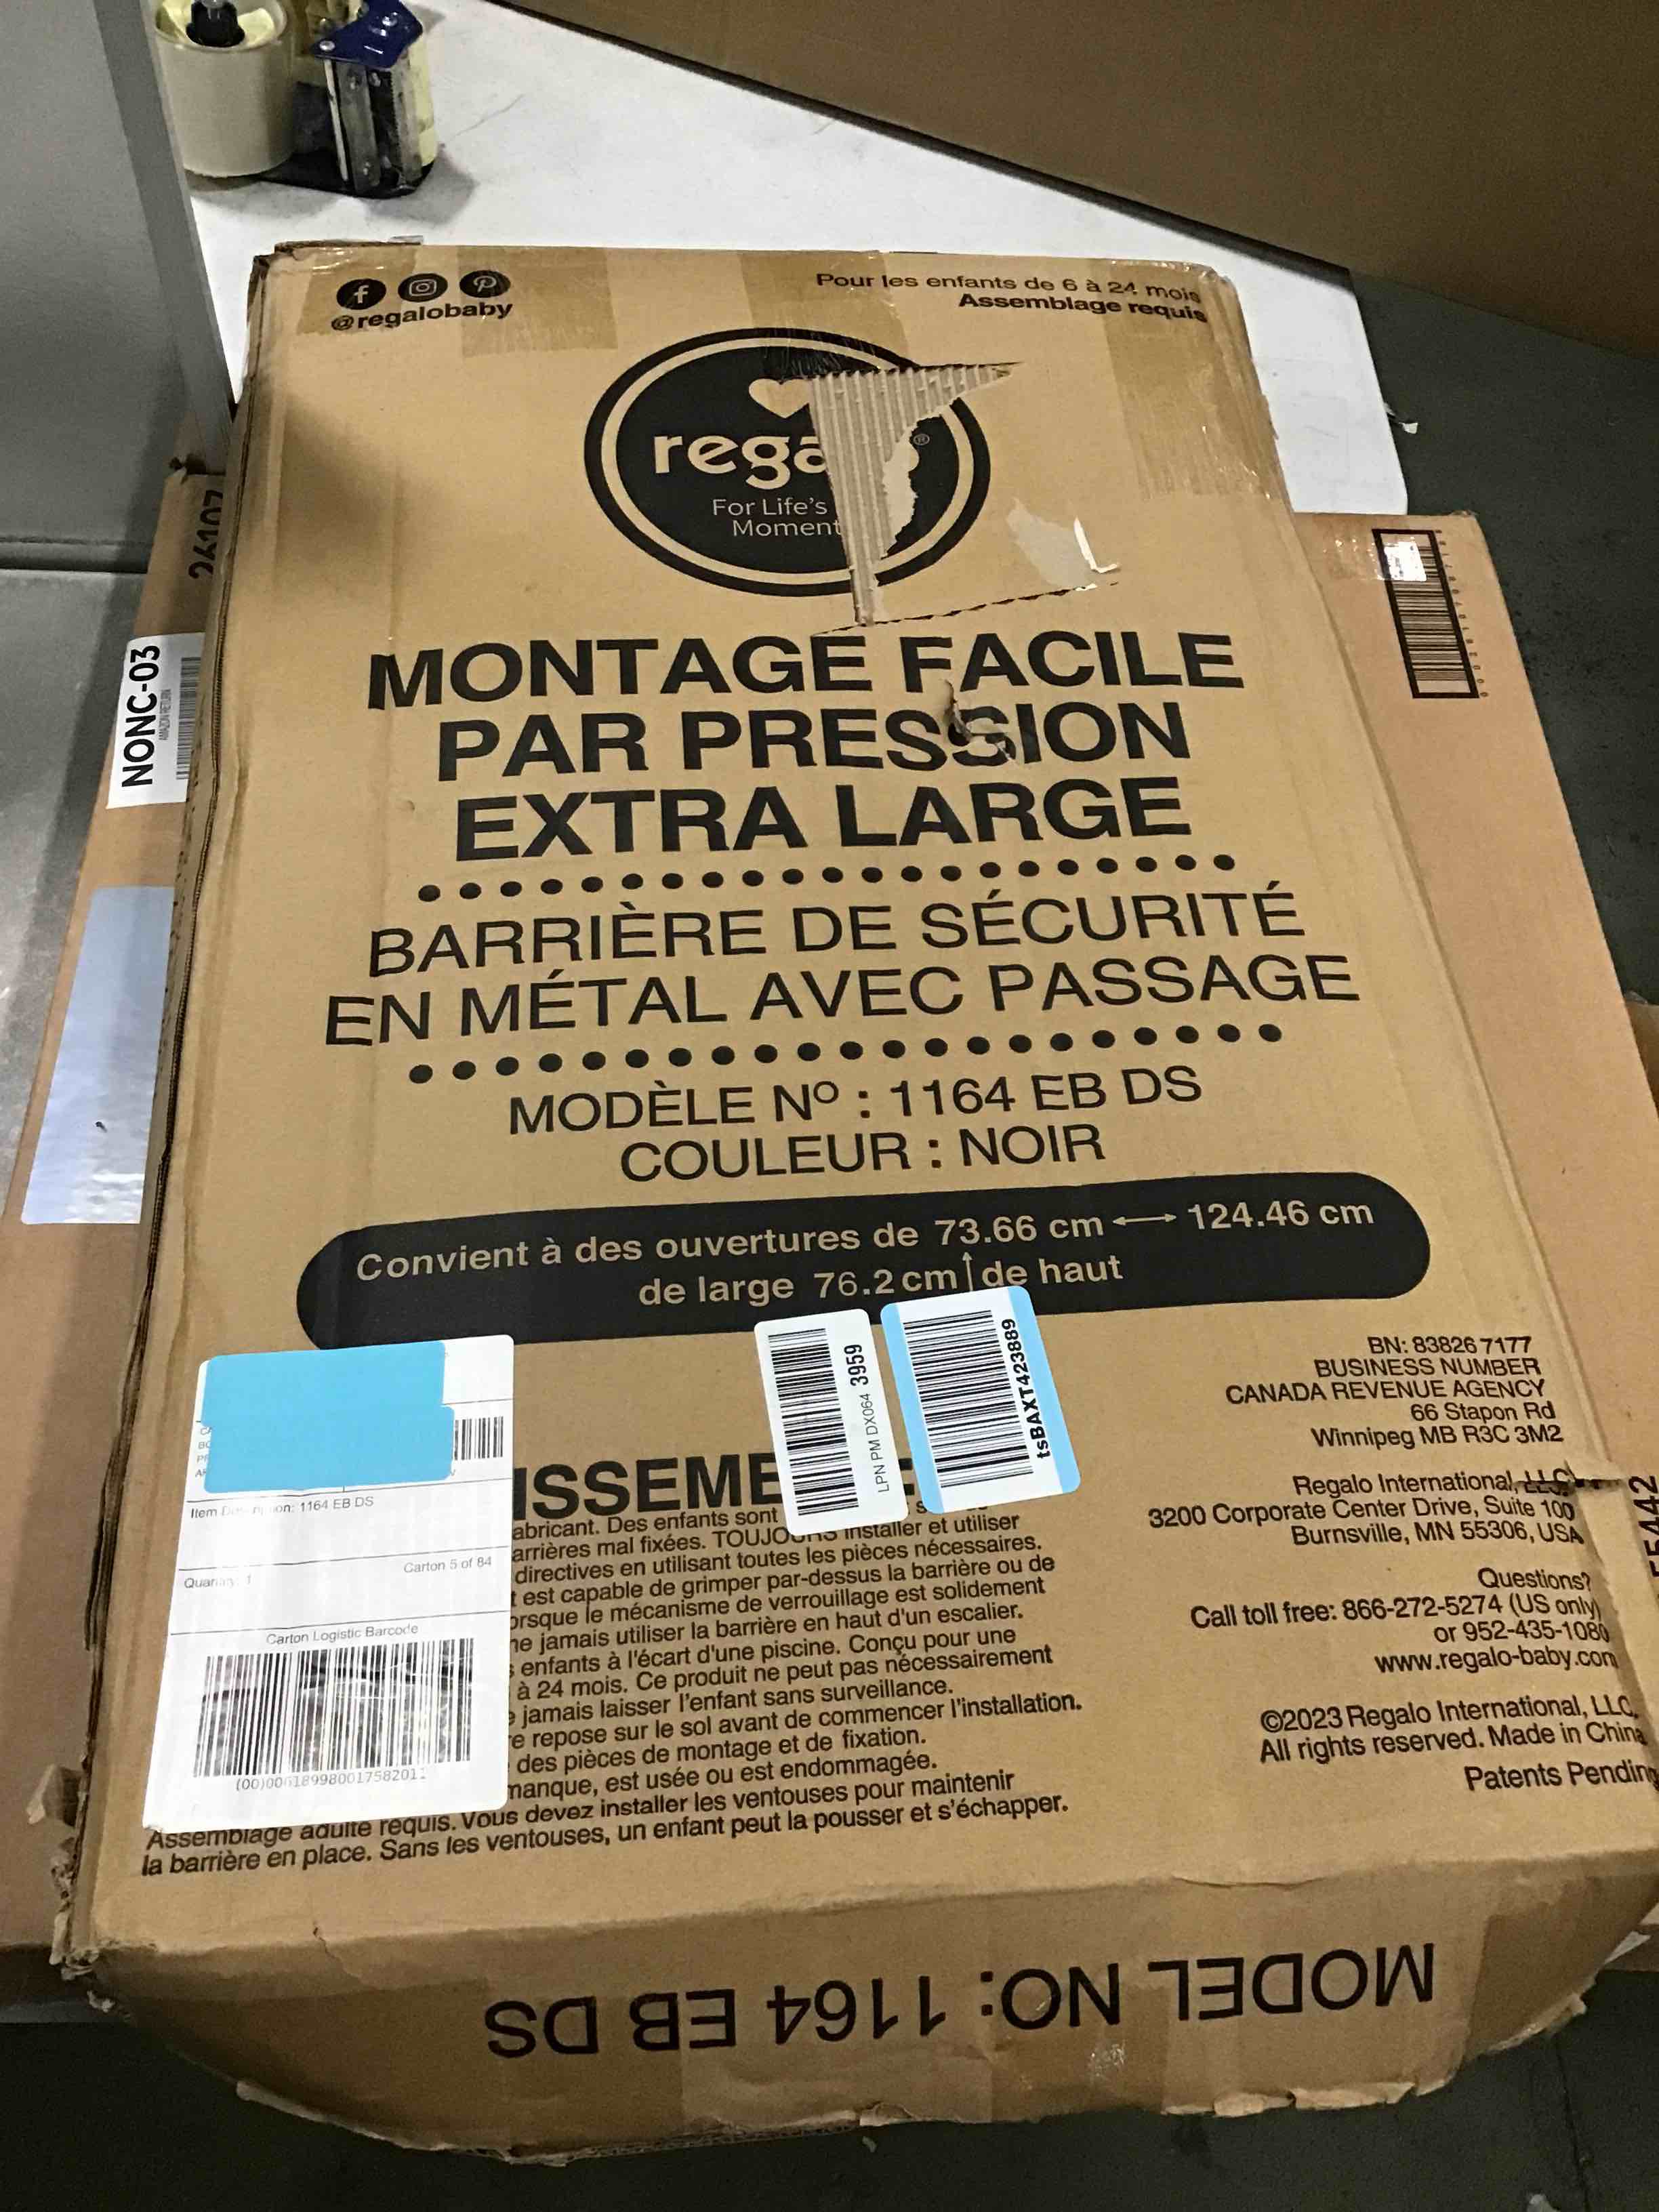 @regalobaby
Pour les enfants de 6 à 24 mois
Assemblage requis
rega
®
For Life's
Moment
26107
NONC-03
AMAZON RETURN
MONTAGE FACILE
PAR PRESSION
EXTRA LARGE
BARRIÈRE DE SÉCURITÉ
EN MÉTAL AVEC PASSAGE
MODÈLE Nº : 1164 EB DS
COULEUR : NOIR
Convient à des ouvertures de 73.66 cm ⟷ 124.46 cm
de large 76.2 cm ↑ de haut
LPN PM DX064 3959
tsBAXT423889
BN: 83826 7177
BUSINESS NUMBER
CANADA REVENUE AGENCY
66 Stapon Rd
Winnipeg MB R3C 3M2
Regalo International, LLC
3200 Corporate Center Drive, Suite 100
Burnsville, MN 55306, USA
Questions?
Call toll free: 866-272-5274 (US only)
or 952-435-1080
www.regalo-baby.com
©2023 Regalo International, LLC.
All rights reserved. Made in China
Patents Pending
55442
Item Description: 1164 EB DS
Carton 5 of 84
Quantity: 1
Carton Logistic Barcode
ISSEME
abricant. Des enfants sont
arrières mal fixées. TOUJOURS installer et utiliser
directives en utilisant toutes les pièces nécessaires.
t est capable de grimper par-dessus la barrière ou de
orsque le mécanisme de verrouillage est solidement
ne jamais utiliser la barrière en haut d'un escalier.
s enfants à l'écart d'une piscine. Conçu pour une
à 24 mois. Ce produit ne peut pas nécessairement
e jamais laisser l'enfant sans surveillance.
re repose sur le sol avant de commencer l'installation.
des pièces de montage et de fixation.
manque, est usée ou est endommagée.
Assemblage adulte requis. Vous devez installer les ventouses pour maintenir
la barrière en place. Sans les ventouses, un enfant peut la pousser et s'échapper.
MODEL NO: 1164 EB DS